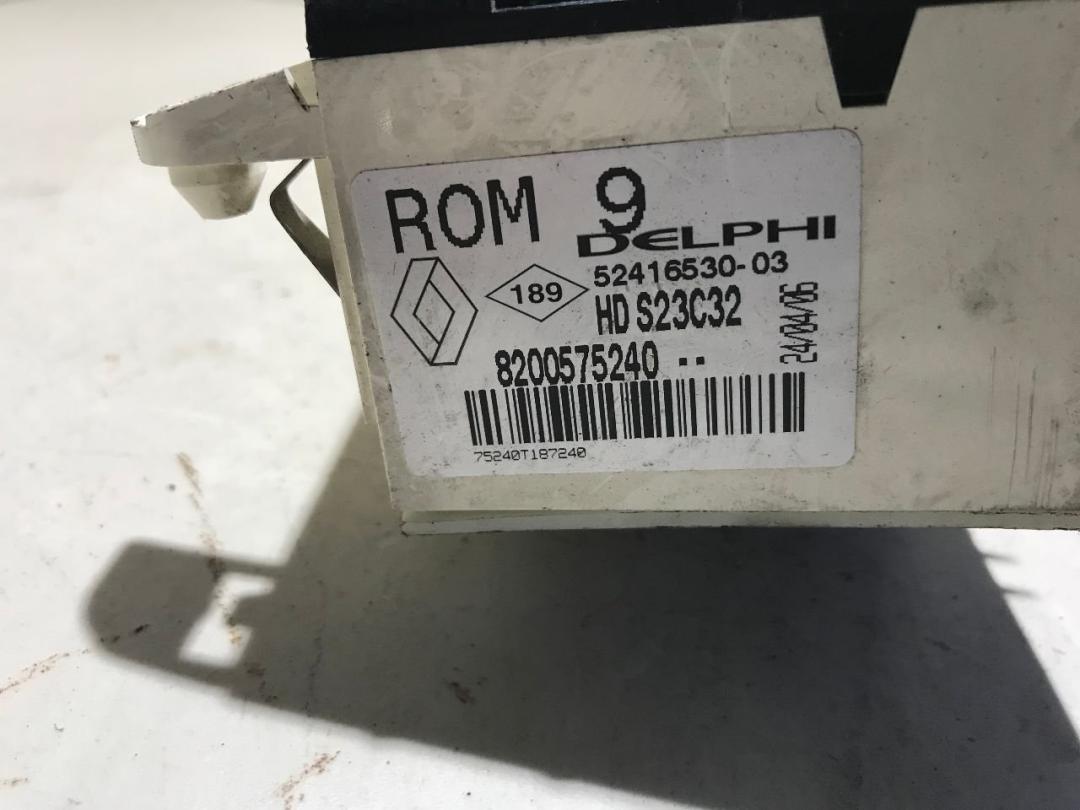 ROM 9
DELPHI
52416530-03
189
HD S23C32
24/04/06
8200575240 --
75240T187240